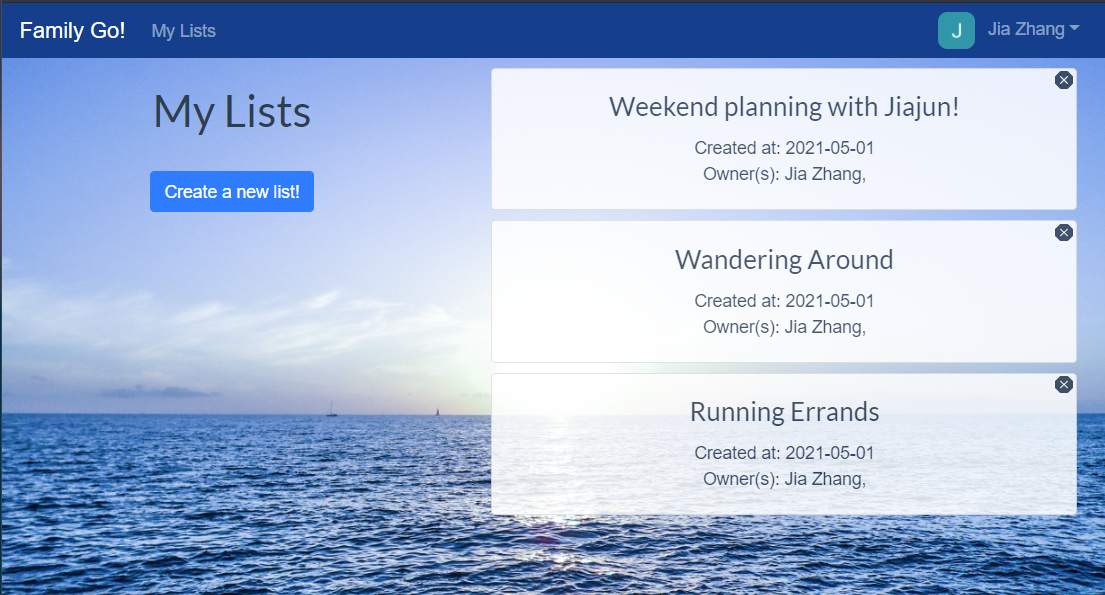 Family Go!
My Lists
J
Jia Zhang
My Lists
Create a new list!
Weekend planning with Jiajun!
Created at: 2021-05-01
Owner(s): Jia Zhang,
Wandering Around
Created at: 2021-05-01
Owner(s): Jia Zhang,
Running Errands
Created at: 2021-05-01
Owner(s): Jia Zhang,